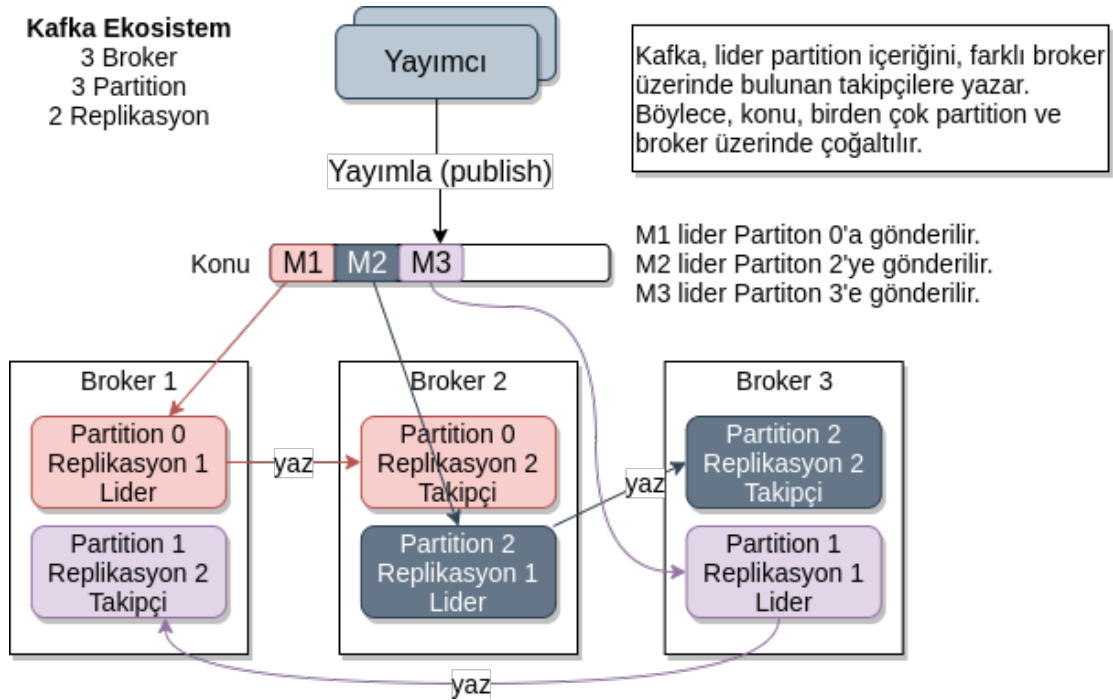 Kafka Ekosistem
3 Broker
3 Partition
2 Replikasyon
Yayımcı
Kafka, lider partition içeriğini, farklı broker
üzerinde bulunan takipçilere yazar.
Böylece, konu, birden çok partition ve
broker üzerinde çoğaltılır.
Yayımla (publish)
Konu
M1
M2
M3
M1 lider Partiton 0'a gönderilir.
M2 lider Partiton 2'ye gönderilir.
M3 lider Partiton 3'e gönderilir.
Broker 1
Partition 0
Replikasyon 1
Lider
Partition 1
Replikasyon 2
Takipçi
yaz
Broker 2
Partition 0
Replikasyon 2
Takipçi
Partition 2
Replikasyon 1
Lider
yaz
Broker 3
Partition 2
Replikasyon 2
Takipçi
Partition 1
Replikasyon 1
Lider
yaz